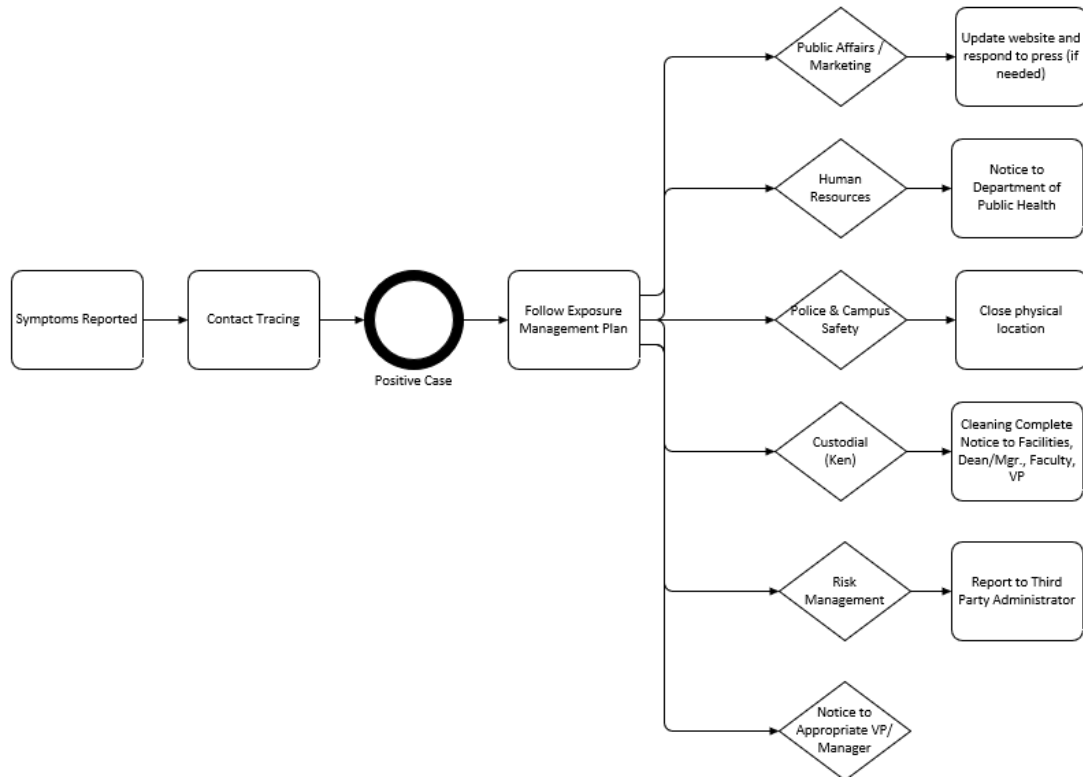 Public Affairs /
Marketing
Update website and
respond to press (if
needed)
Human
Resources
Notice to
Department of
Public Health
Symptoms Reported
Contact Tracing
Positive Case
Follow Exposure
Management Plan
Police & Campus
Safety
Close physical
location
Custodial
(Ken)
Cleaning Complete
Notice to Facilities,
Dean/Mgr., Faculty,
VP
Risk
Management
Report to Third
Party Administrator
Notice to
Appropriate VP/
Manager